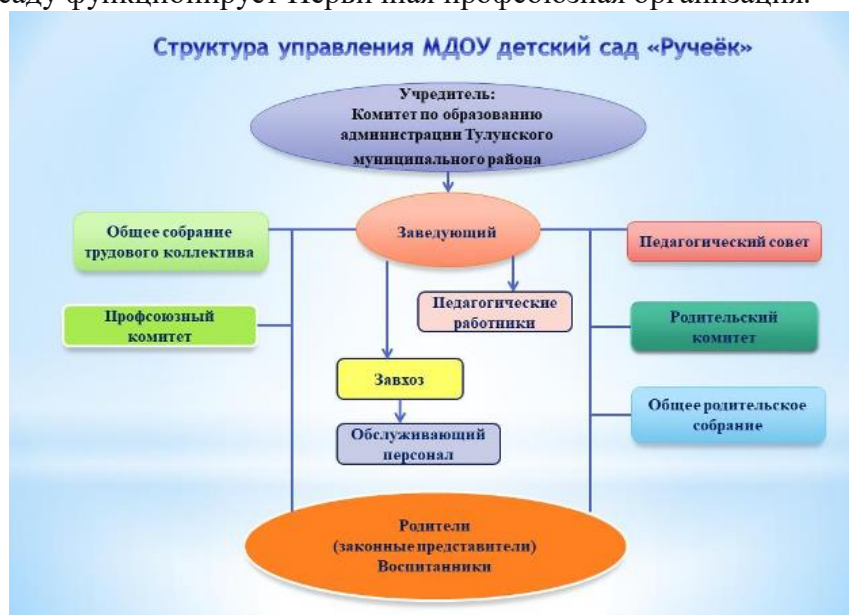 саду функционирует Первичная профсоюзная организация.
Структура управления МДОУ детский сад «Ручеёк»
Учредитель:
Комитет по образованию
администрации Тулунского
муниципального района
Общее собрание
трудового коллектива
Заведующий
Педагогический совет
Педагогические
работники
Профсоюзный
комитет
Родительский
комитет
Завхоз
Общее родительское
собрание
Обслуживающий
персонал
Родители
(законные представители)
Воспитанники